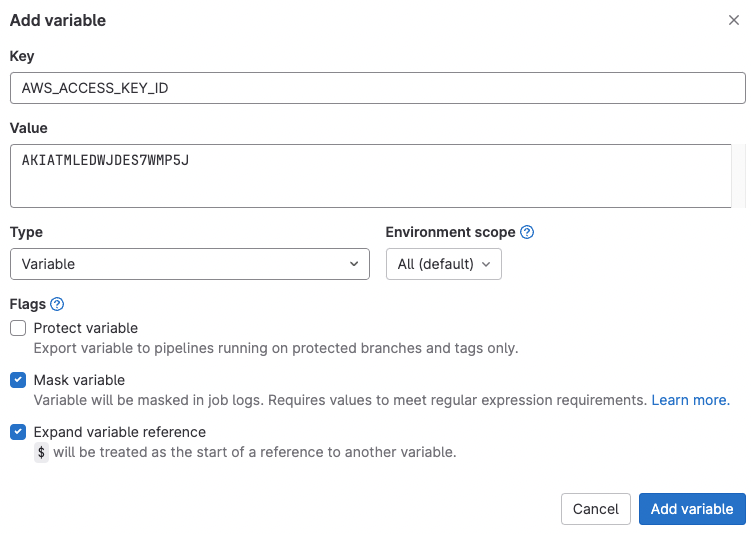 Add variable
Key
AWS_ACCESS_KEY_ID
Value
AKIATMLEDWJDES7WMP5J
Type Environment scope
Variable All (default)
Flags
Protect variable
Export variable to pipelines running on protected branches and tags only.
Mask variable
Variable will be masked in job logs. Requires values to meet regular expression requirements. Learn more.
Expand variable reference
$ will be treated as the start of a reference to another variable.
Cancel Add variable